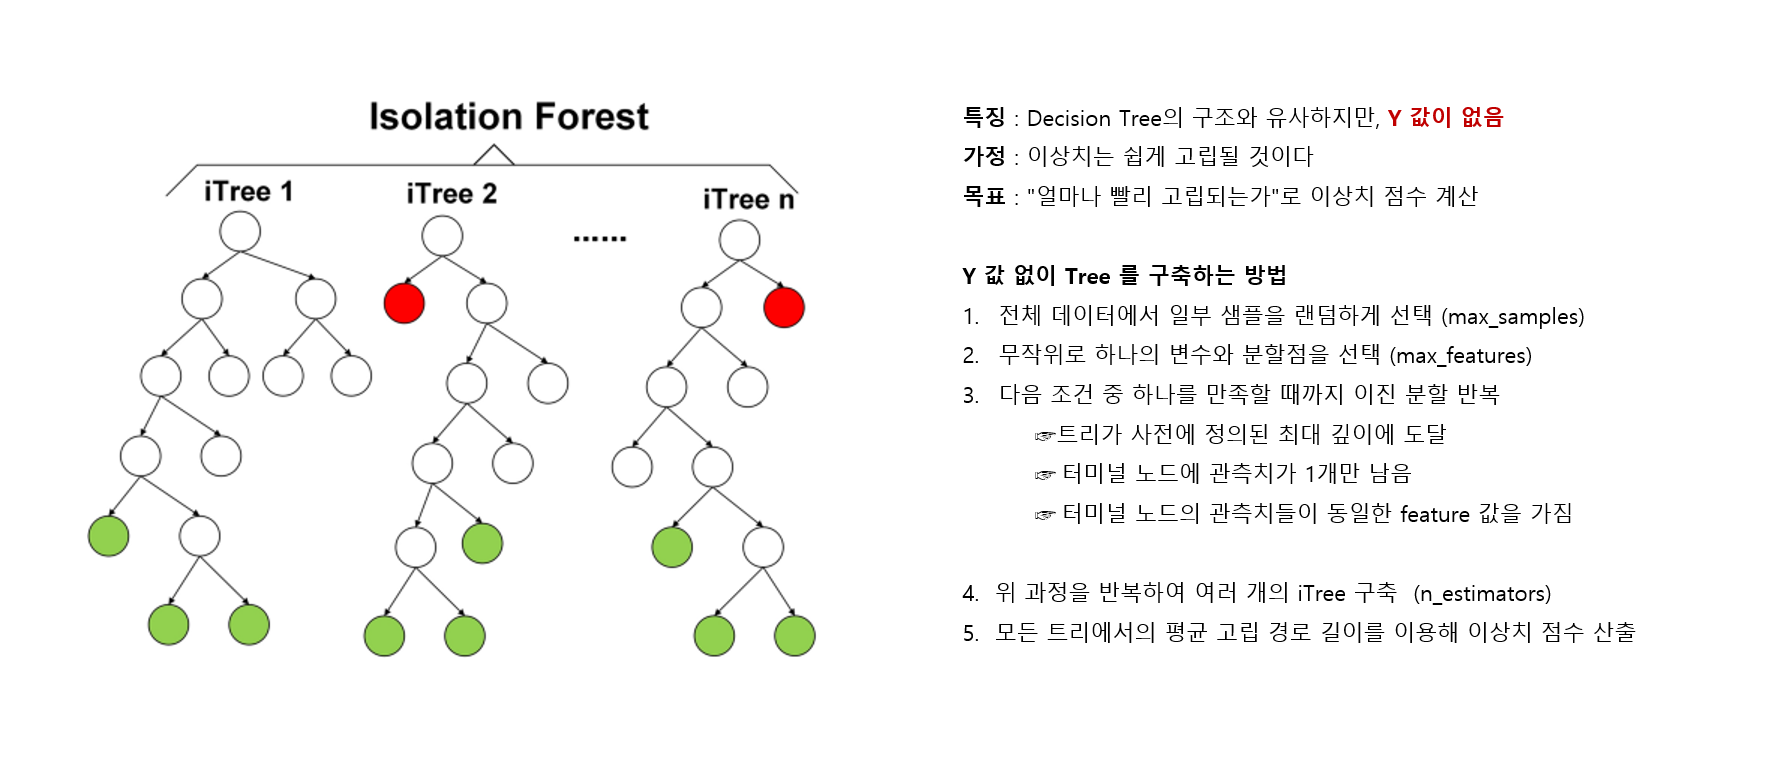 Isolation Forest
iTree 1
iTree 2
......
iTree n
특징 : Decision Tree의 구조와 유사하지만, Y 값이 없음
가정 : 이상치는 쉽게 고립될 것이다
목표 : "얼마나 빨리 고립되는가"로 이상치 점수 계산
Y 값 없이 Tree 를 구축하는 방법
1. 전체 데이터에서 일부 샘플을 랜덤하게 선택 (max_samples)
2. 무작위로 하나의 변수와 분할점을 선택 (max_features)
3. 다음 조건 중 하나를 만족할 때까지 이진 분할 반복
☞트리가 사전에 정의된 최대 깊이에 도달
☞ 터미널 노드에 관측치가 1개만 남음
☞ 터미널 노드의 관측치들이 동일한 feature 값을 가짐
4. 위 과정을 반복하여 여러 개의 iTree 구축 (n_estimators)
5. 모든 트리에서의 평균 고립 경로 길이를 이용해 이상치 점수 산출